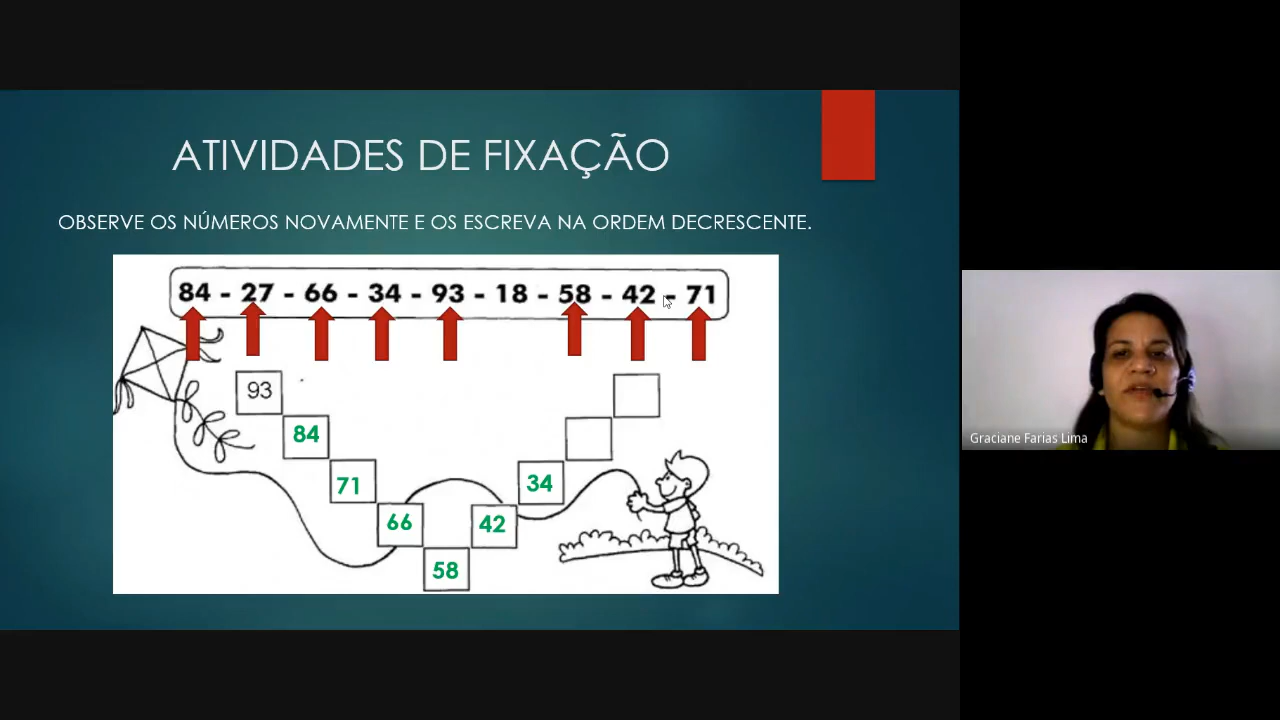 ATIVIDADES DE FIXAÇÃO
OBSERVE OS NÚMEROS NOVAMENTE E OS ESCREVA NA ORDEM DECRESCENTE.
84 - 27 - 66 - 34 - 93 - 18 - 58 - 42 - 71
93
84
71
66
58
42
34
Graciane Farias Lima